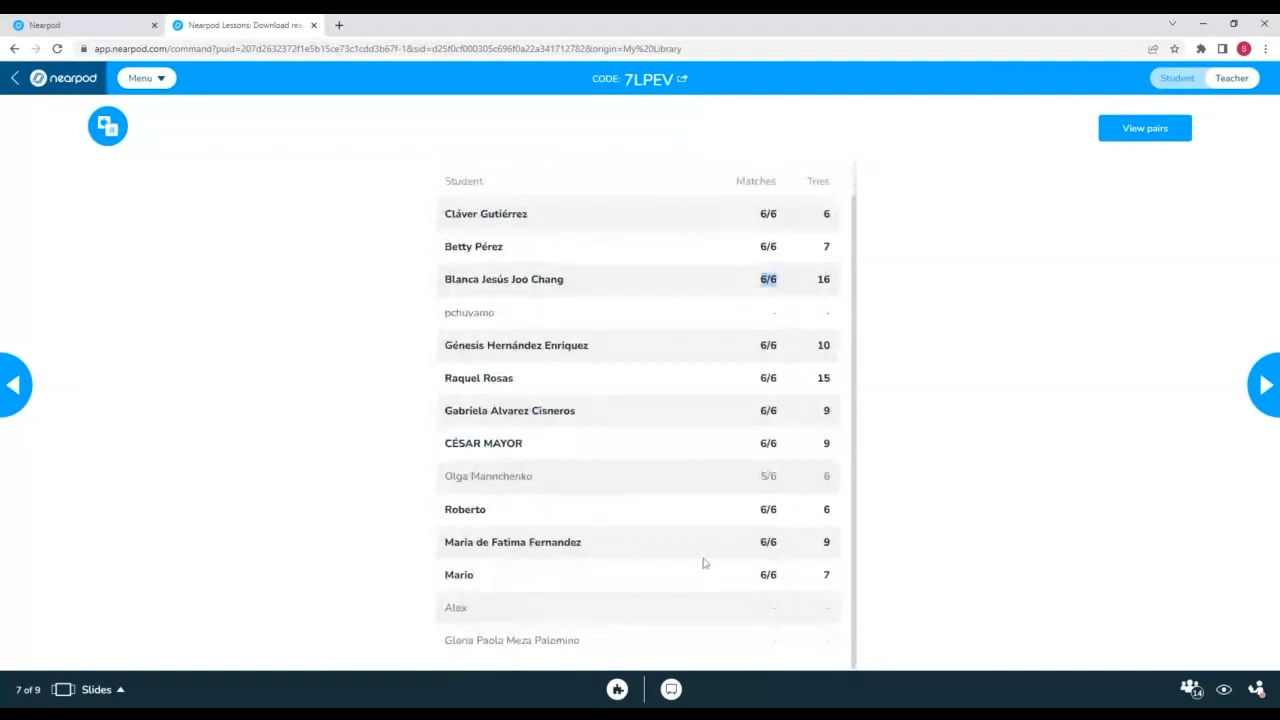 Nearpod
Nearpod Lessons: Download rea
app.nearpod.com/command?puid=207d2632372f1e5b15ce73c1cdd3b67f-1&sid=d25f0cf000305c696f0a22a341712782&origin=My%20Library
S
nearpod
Menu
CODE: 7LPEV
Student Teacher
a
View pairs
Student Matches Tries
Cláver Gutiérrez 6/6 6
Betty Pérez 6/6 7
Blanca Jesús Joo Chang 6/6 16
pchuvamo - -
Génesis Hernández Enriquez 6/6 10
Raquel Rosas 6/6 15
Gabriela Alvarez Cisneros 6/6 9
CÉSAR MAYOR 6/6 9
Olga Mannchenko 5/6 6
Roberto 6/6 6
Maria de Fatima Fernandez 6/6 9
Mario 6/6 7
Alex - -
Gloria Paola Meza Palomino - -
7 of 9 Slides
14